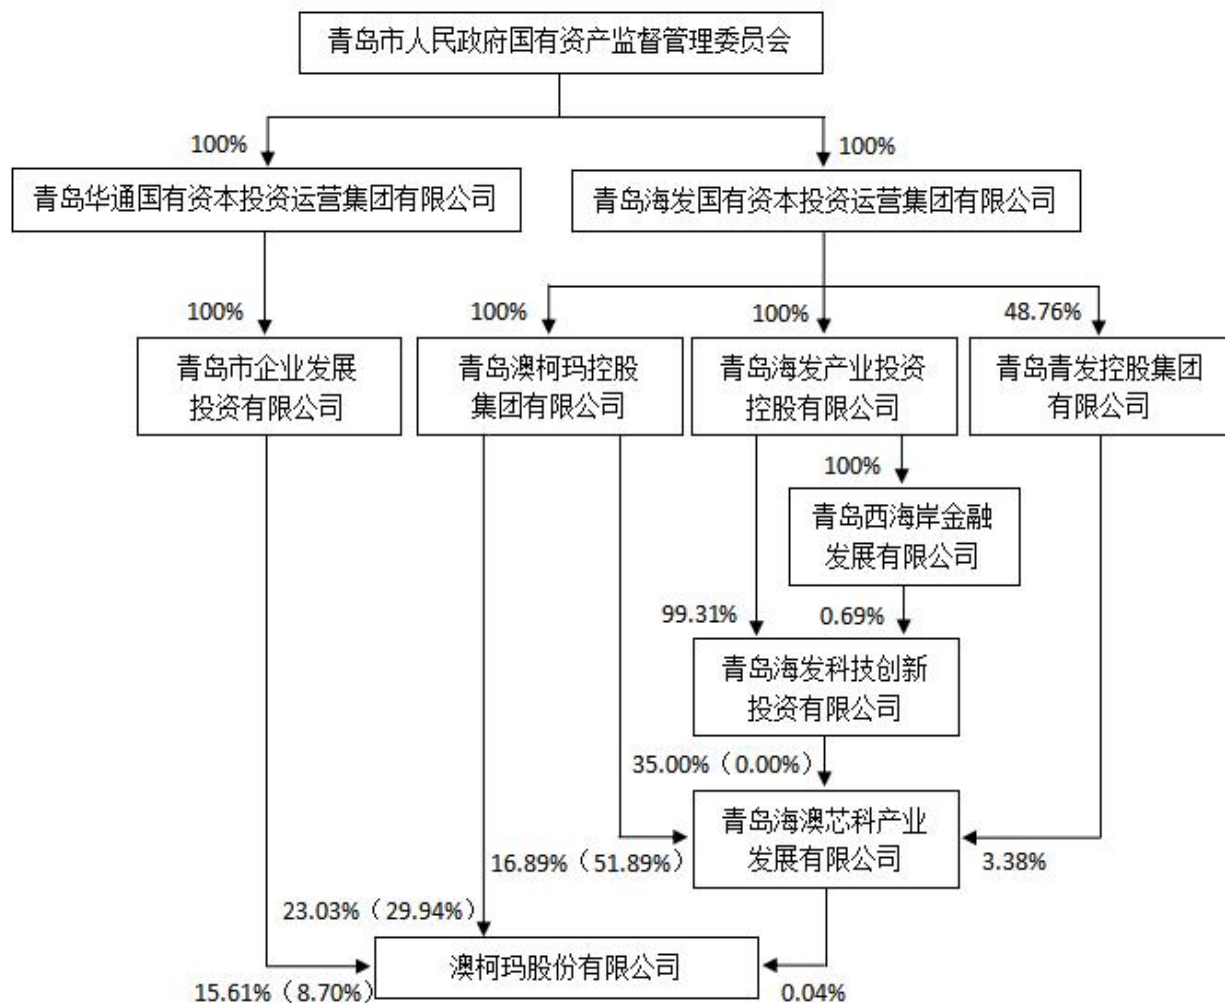 青岛市人民政府国有资产监督管理委员会
100%
100%
青岛华通国有资本投资运营集团有限公司
青岛海发国有资本投资运营集团有限公司
100%
100%
100%
48.76%
青岛市企业发展
投资有限公司
青岛澳柯玛控股
集团有限公司
青岛海发产业投资
控股有限公司
青岛青发控股集团
有限公司
100%
青岛西海岸金融
发展有限公司
99.31%
0.69%
青岛海发科技创新
投资有限公司
35.00%（0.00%）
青岛海澳芯科产业
发展有限公司
16.89%（51.89%）
3.38%
23.03%（29.94%）
澳柯玛股份有限公司
15.61%（8.70%）
0.04%